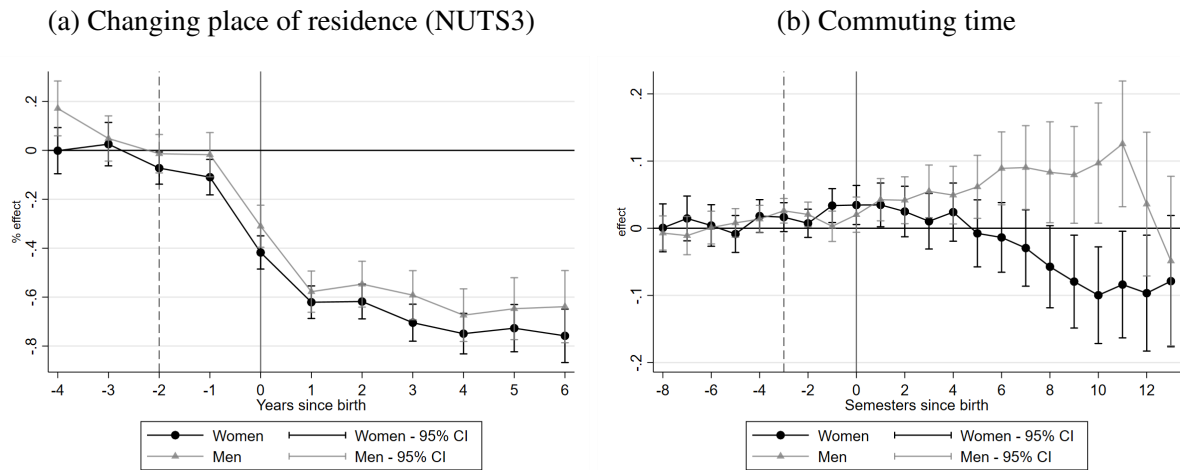 (a) Changing place of residence (NUTS3)
% effect
.2
0
-.2
-.4
-.6
-.8
-4 -3 -2 -1 0 1 2 3 4 5 6
Years since birth
Women Women - 95% CI
Men Men - 95% CI
(b) Commuting time
effect
.2
.1
0
-.1
-.2
-8 -6 -4 -2 0 2 4 6 8 10 12
Semesters since birth
Women Women - 95% CI
Men Men - 95% CI